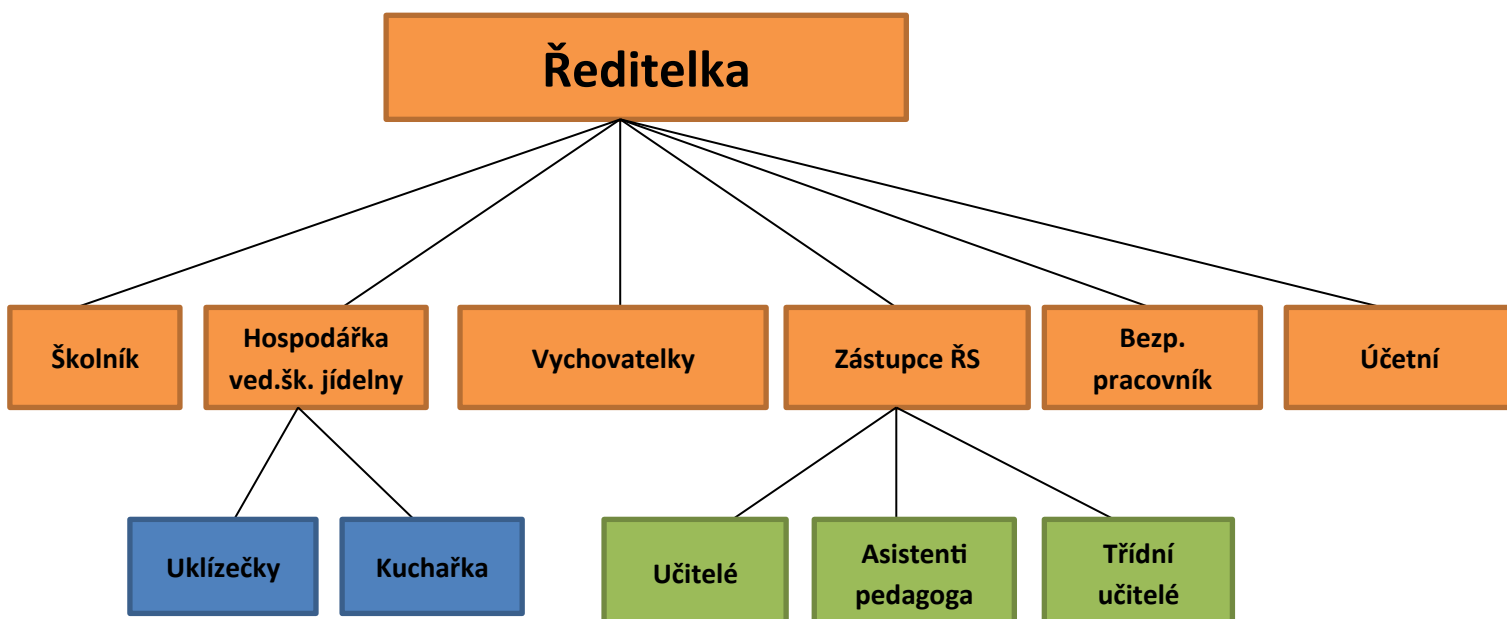 Ředitelka
Školník
Hospodářka
ved.šk. jídelny
Vychovatelky
Zástupce ŘS
Bezp.
pracovník
Účetní
Uklízečky
Kuchařka
Učitelé
Asistenti
pedagoga
Třídní
učitelé